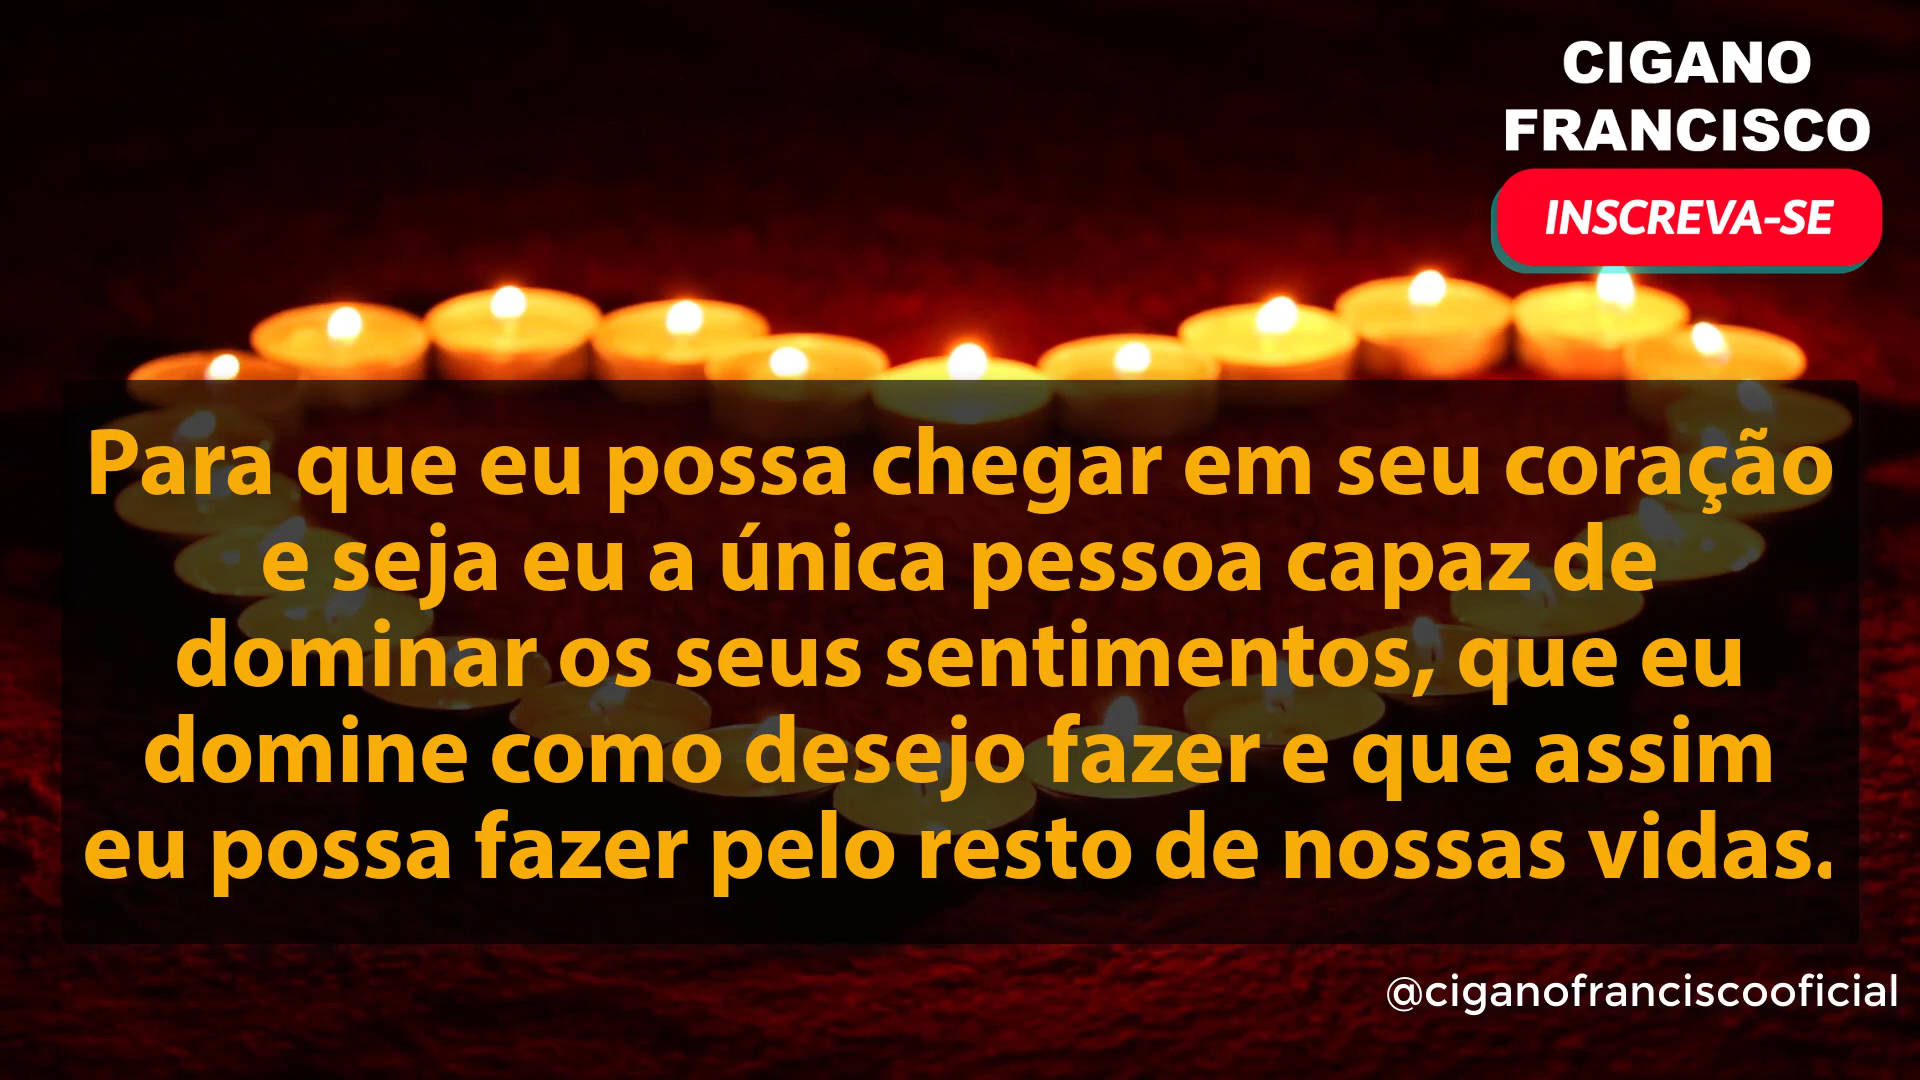 CIGANO
FRANCISCO
INSCREVA-SE
Para que eu possa chegar em seu coração
e seja eu a única pessoa capaz de
dominar os seus sentimentos, que eu
domine como desejo fazer e que assim
eu possa fazer pelo resto de nossas vidas.
@ciganofranciscooficial